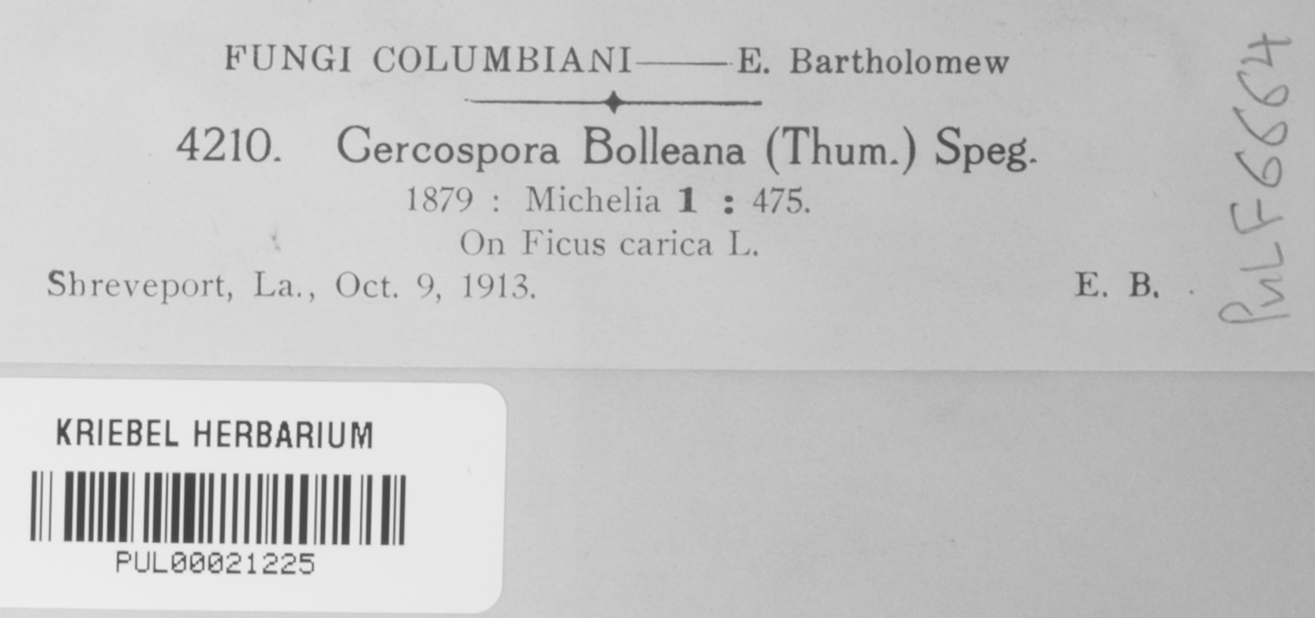 FUNGI COLUMBIANI——E. Bartholomew
4210. Cercospora Bolleana (Thum.) Speg.
1879 : Michelia 1 : 475.
On Ficus carica L.
Shreveport, La., Oct. 9, 1913. E. B.
PuLF6664
KRIEBEL HERBARIUM
PUL00021225